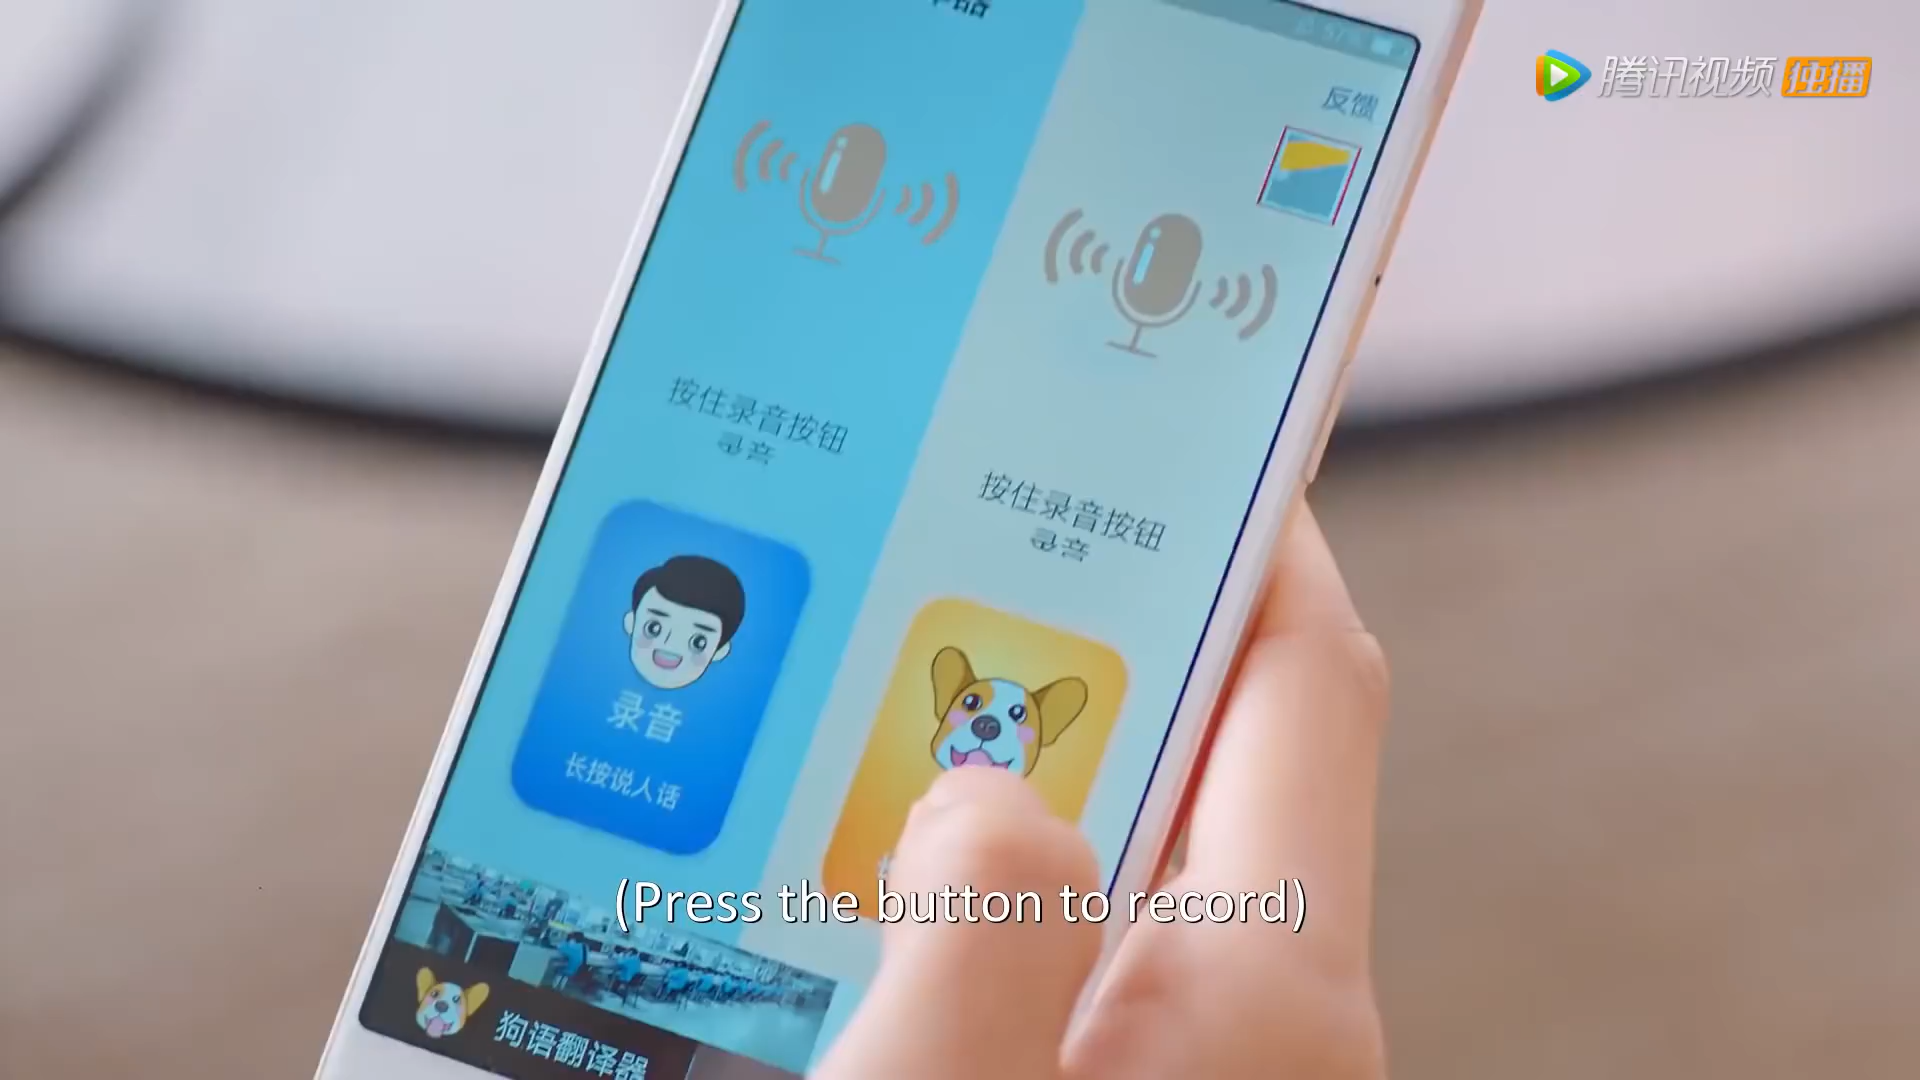 腾讯视频 独播
反馈
按住录音按钮
录音
按住录音按钮
录音
录音
长按说人话
(Press the button to record)
狗语翻译器